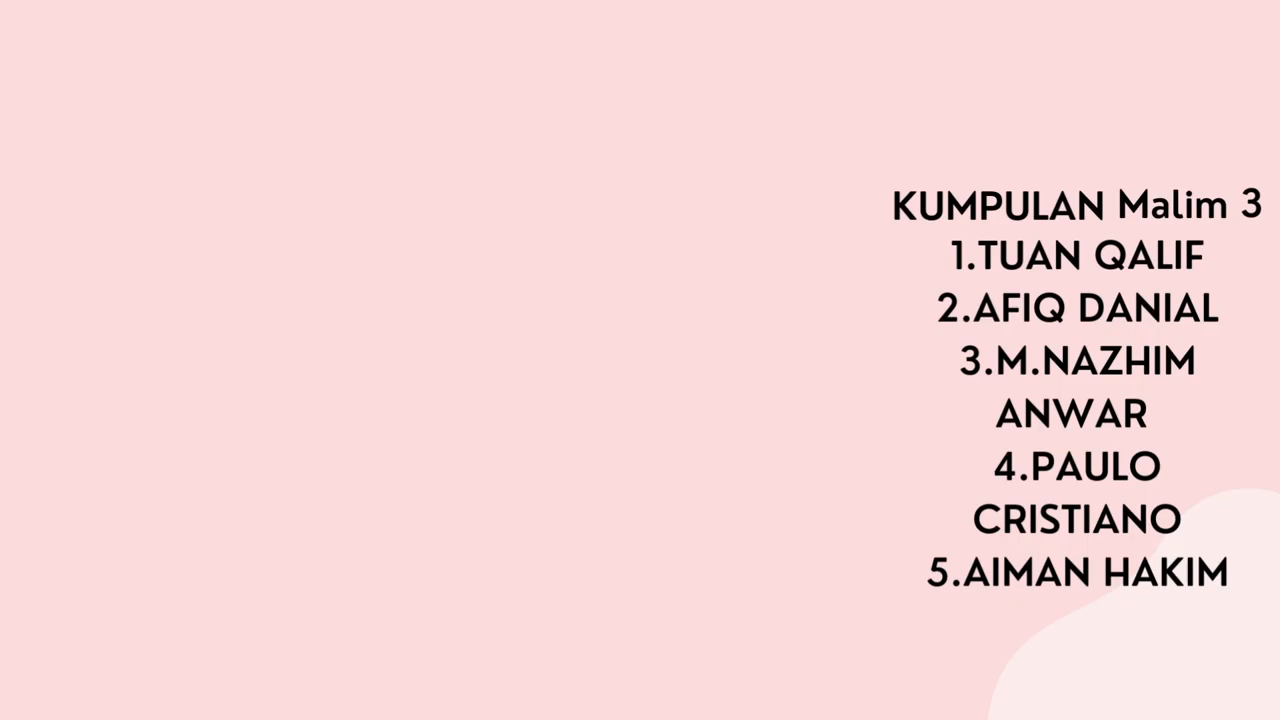 KUMPULAN Malim 3
1.TUAN QALIF
2.AFIQ DANIAL
3.M.NAZHIM
ANWAR
4.PAULO
CRISTIANO
5.AIMAN HAKIM